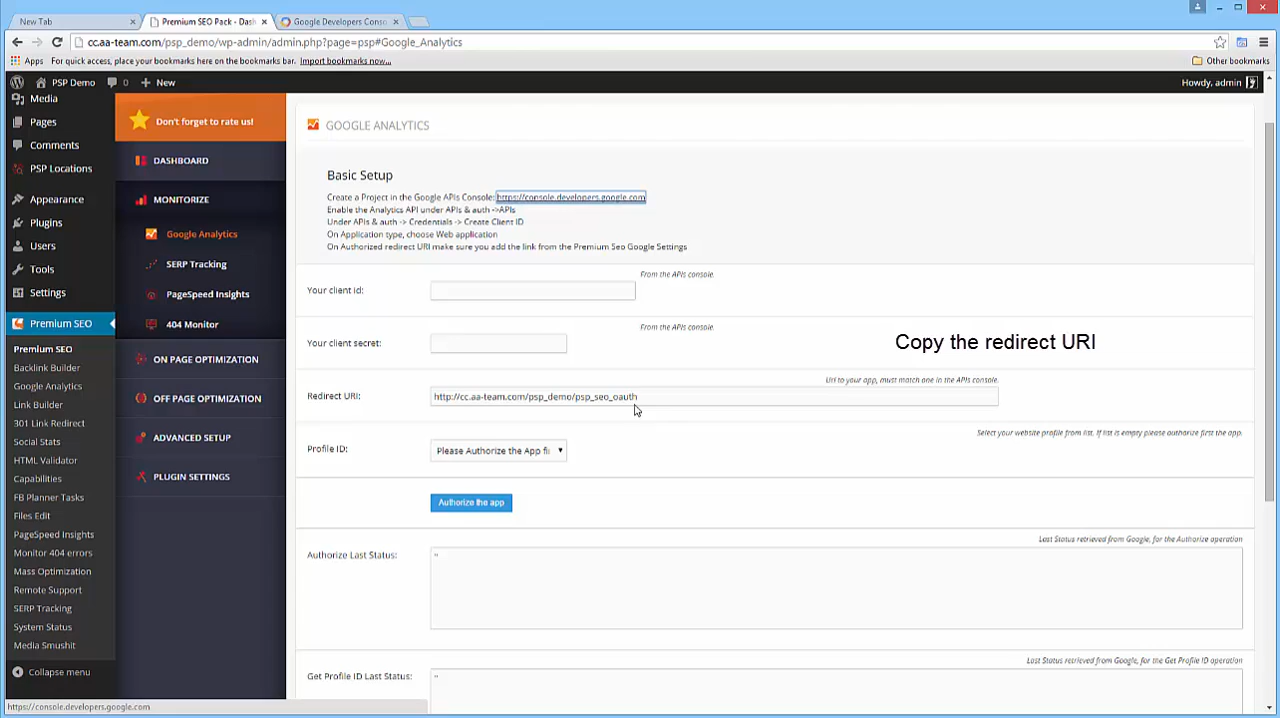 New Tab
Premium SEO Pack - Dash
Google Developers Conso
cc.aa-team.com/psp_demo/wp-admin/admin.php?page=psp#Google_Analytics
Apps For quick access, place your bookmarks here on the bookmarks bar. Import bookmarks now...
Other bookmarks
PSP Demo 0 + New
Howdy, admin
Media
Pages
Comments
PSP Locations
Appearance
Plugins
Users
Tools
Settings
Premium SEO
Premium SEO
Backlink Builder
Google Analytics
Link Builder
301 Link Redirect
Social Stats
HTML Validator
Capabilities
FB Planner Tasks
Files Edit
PageSpeed Insights
Monitor 404 errors
Mass Optimization
Remote Support
SERP Tracking
System Status
Media Smushit
Collapse menu
Don't forget to rate us!
DASHBOARD
MONITORIZE
Google Analytics
SERP Tracking
PageSpeed Insights
404 Monitor
ON PAGE OPTIMIZATION
OFF PAGE OPTIMIZATION
ADVANCED SETUP
PLUGIN SETTINGS
GOOGLE ANALYTICS
Basic Setup
Create a Project in the Google APIs Console: https://console.developers.google.com
Enable the Analytics API under APIs & auth ->APIs
Under APIs & auth -> Credentials -> Create Client ID
On Application type, choose Web application
On Authorized redirect URI make sure you add the link from the Premium Seo Google Settings
From the APIs console.
Your client id:
From the APIs console.
Your client secret:
Copy the redirect URI
Url to your app, must match one in the APIs console.
Redirect URI: http://cc.aa-team.com/psp_demo/psp_seo_oauth
Select your website profile from list. If list is empty please authorize first the app.
Profile ID: Please Authorize the App fi
Authorize the app
Last Status retrieved from Google, for the Authorize operation
Authorize Last Status: ''
Last Status retrieved from Google, for the Get Profile ID operation
Get Profile ID Last Status: ''
https://console.developers.google.com